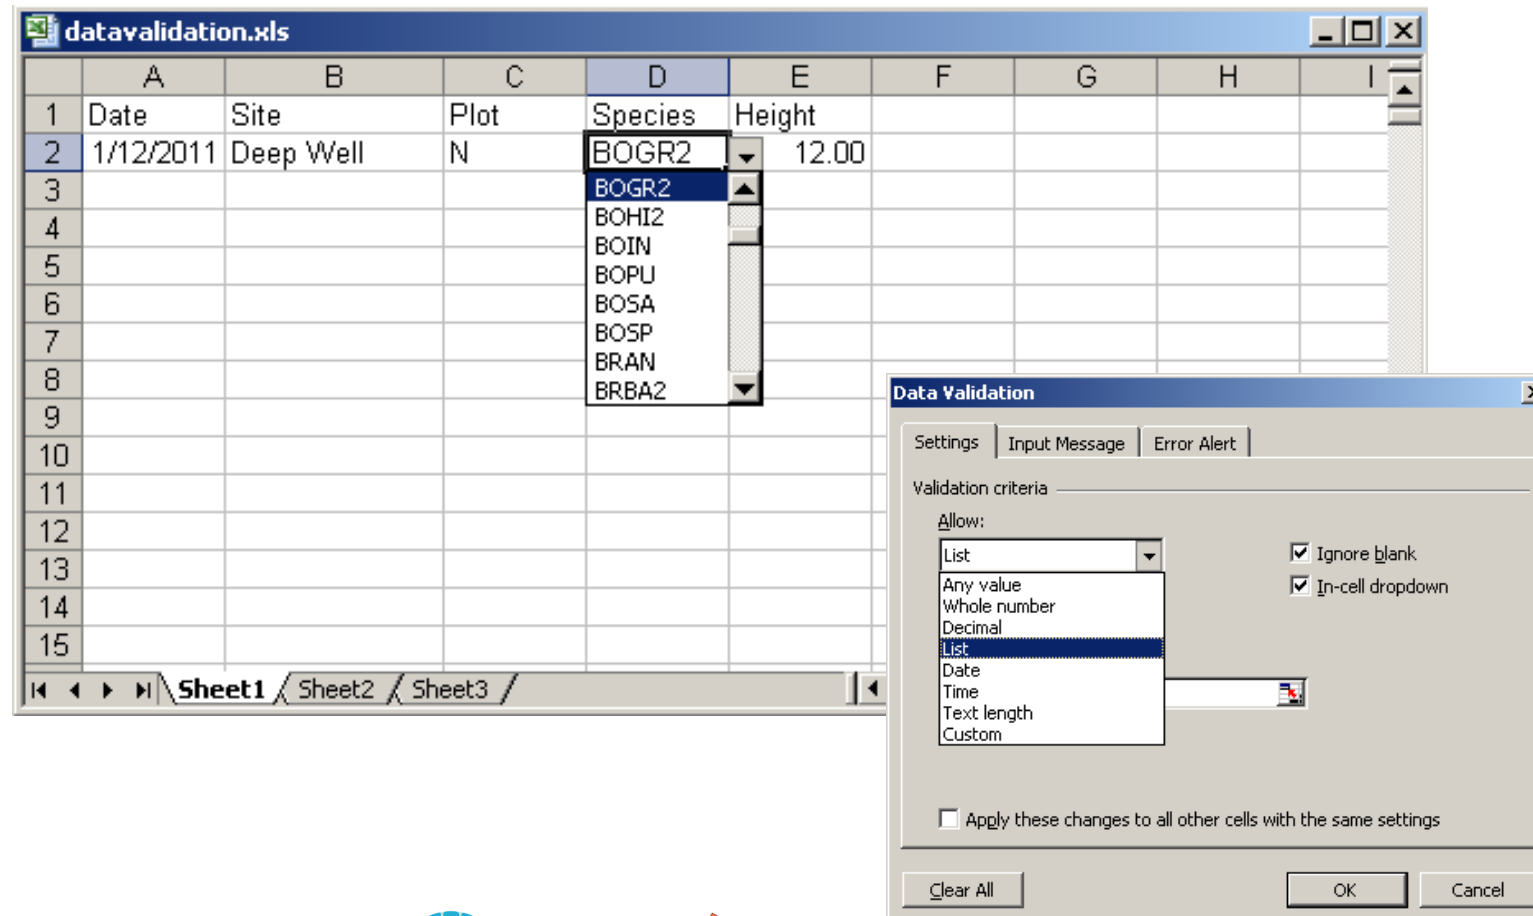 datavalidation.xls
A B C D E F G H I
1 Date Site Plot Species Height
2 1/12/2011 Deep Well N BOGR2 12.00
3 BOGR2
BOHI2
4
BOIN
5
BOPU
6 BOSA
7 BOSP
BRAN
8
BRBA2
9
10
11
12
13
14
15
Sheet1 Sheet2 Sheet3
Data Validation
Settings Input Message Error Alert
Validation criteria
Allow:
List
Ignore blank
Any value
In-cell dropdown
Whole number
Decimal
List
Date
Time
Text length
Custom
Apply these changes to all other cells with the same settings
Clear All OK Cancel